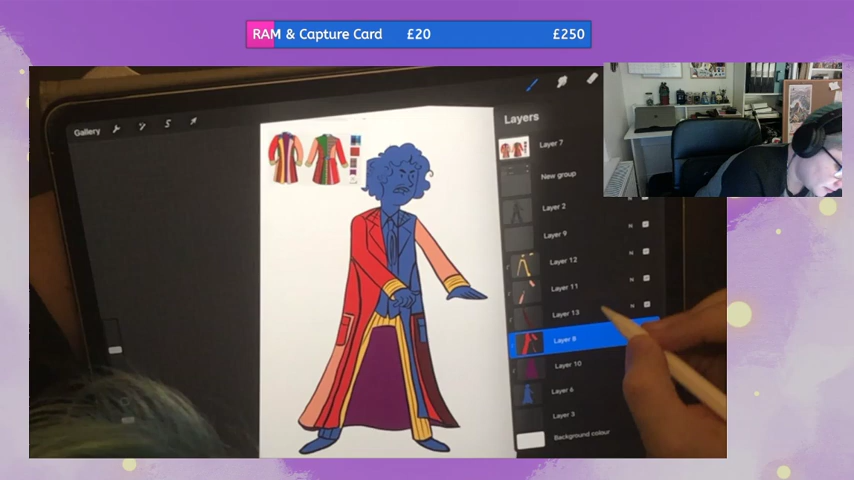 RAM & Capture Card £20 £250
Gallery
Layers
Layer 7
New group
Layer 2
Layer 9
N
Layer 12
N
Layer 11
N
Layer 13
N
Layer 8
Layer 10
Layer 6
Layer 3
Background colour